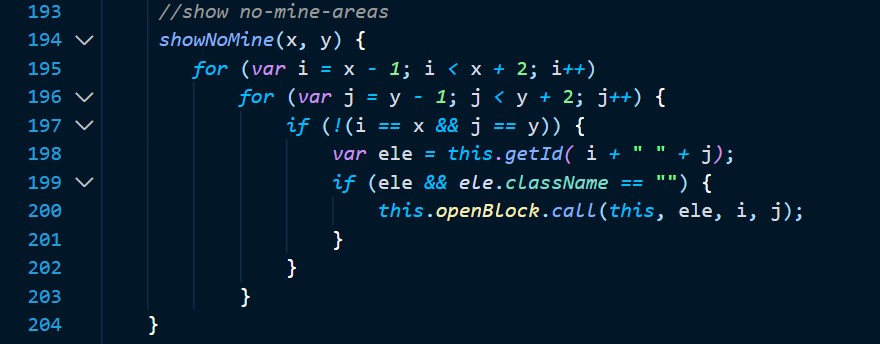 193 //show no-mine-areas
194 showNoMine(x, y) {
195 for (var i = x - 1; i < x + 2; i++)
196 for (var j = y - 1; j < y + 2; j++) {
197 if (!(i == x && j == y)) {
198 var ele = this.getId( i + " " + j);
199 if (ele && ele.className == "") {
200 this.openBlock.call(this, ele, i, j);
201 }
202 }
203 }
204 }